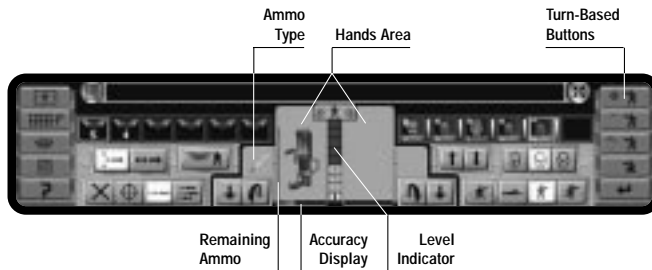 Ammo
Type
Hands Area
Turn-Based
Buttons
Remaining
Ammo
Accuracy
Display
Level
Indicator